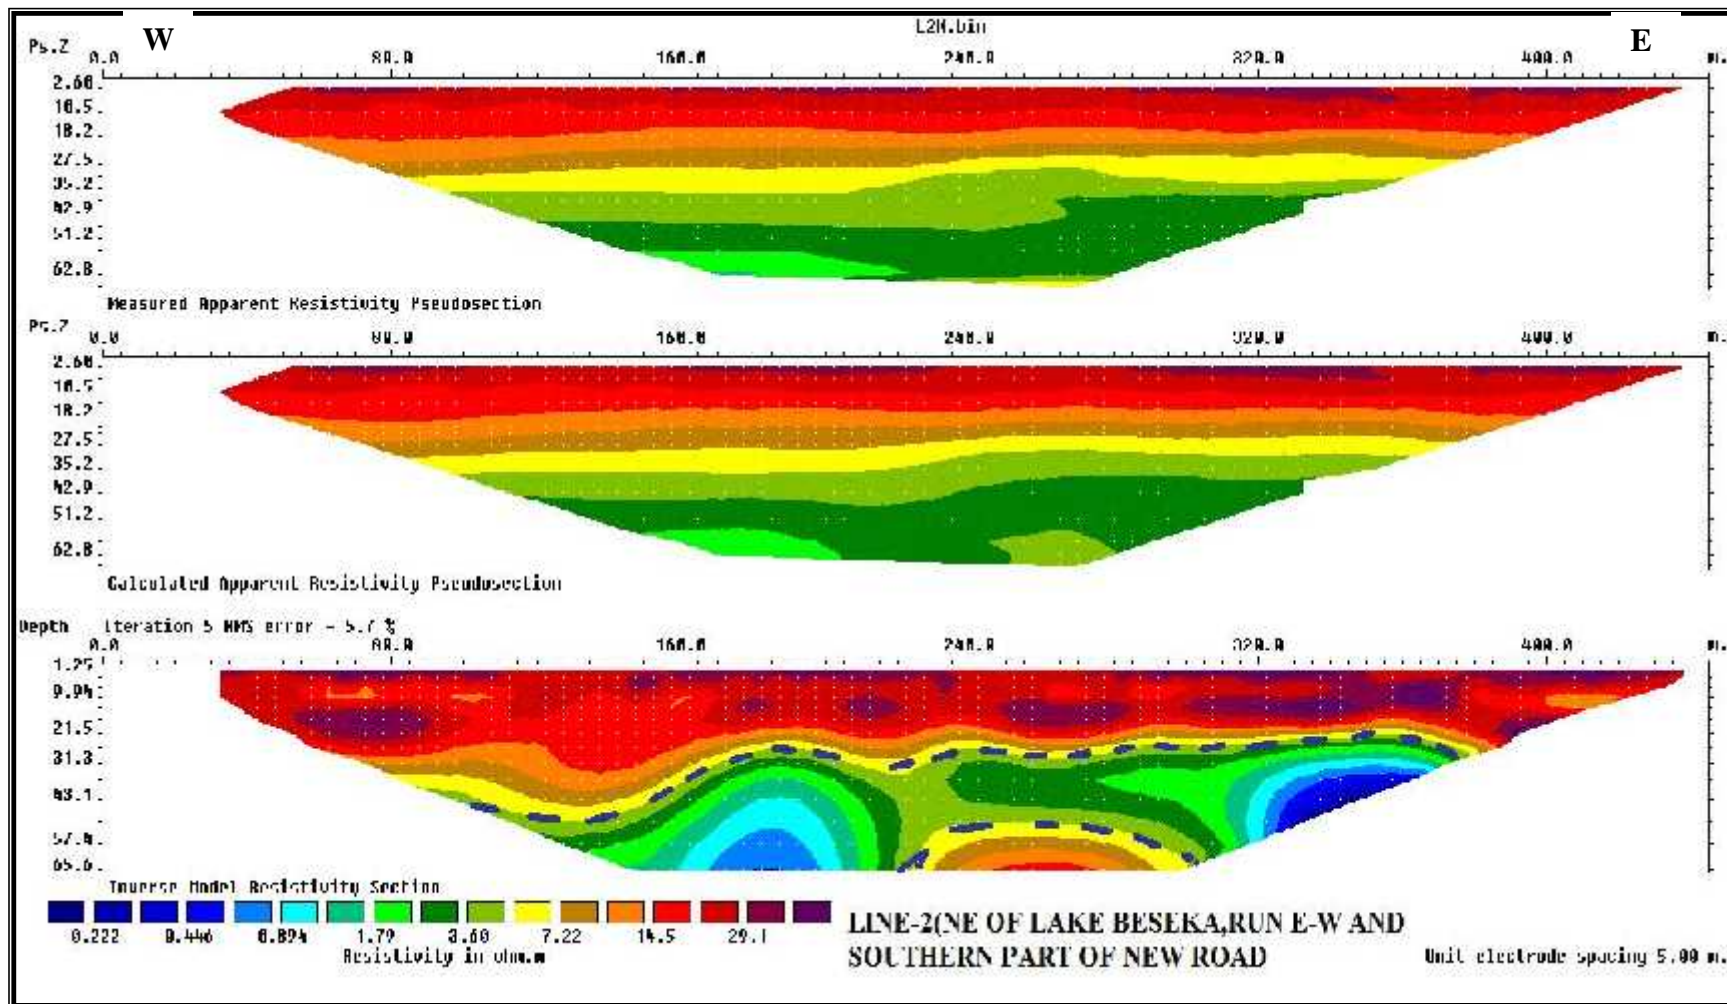 W
L2N.bin
E
Ps.Z 0.0 80.0 160.0 240.0 320.0 400.0 m.
2.60
10.5
18.2
27.5
35.2
42.9
51.2
62.8
Measured Apparent Resistivity Pseudosection
Ps.Z 0.0 80.0 160.0 240.0 320.0 400.0 m.
2.60
10.5
18.2
27.5
35.2
42.9
51.2
62.8
Calculated Apparent Resistivity Pseudosection
Depth Iteration 5 RMS error = 5.7 %
0.0 80.0 160.0 240.0 320.0 400.0 m.
1.25
9.94
21.5
31.3
43.1
57.4
65.6
Inverse Model Resistivity Section
0.222 0.446 0.894 1.79 3.60 7.22 14.5 29.1
Resistivity in ohm.m
LINE-2(NE OF LAKE BESEKA,RUN E-W AND
SOUTHERN PART OF NEW ROAD
Unit electrode spacing 5.00 m.